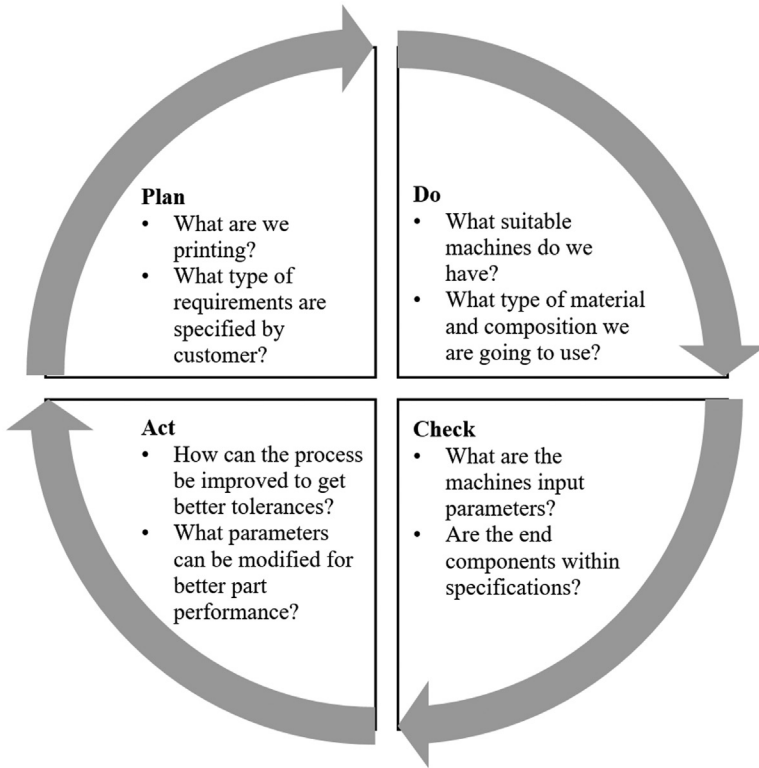 Plan
• What are we
printing?
• What type of
requirements are
specified by
customer?
Do
• What suitable
machines do we
have?
• What type of material
and composition we
are going to use?
Act
• How can the process
be improved to get
better tolerances?
• What parameters
can be modified for
better part
performance?
Check
• What are the
machines input
parameters?
• Are the end
components within
specifications?